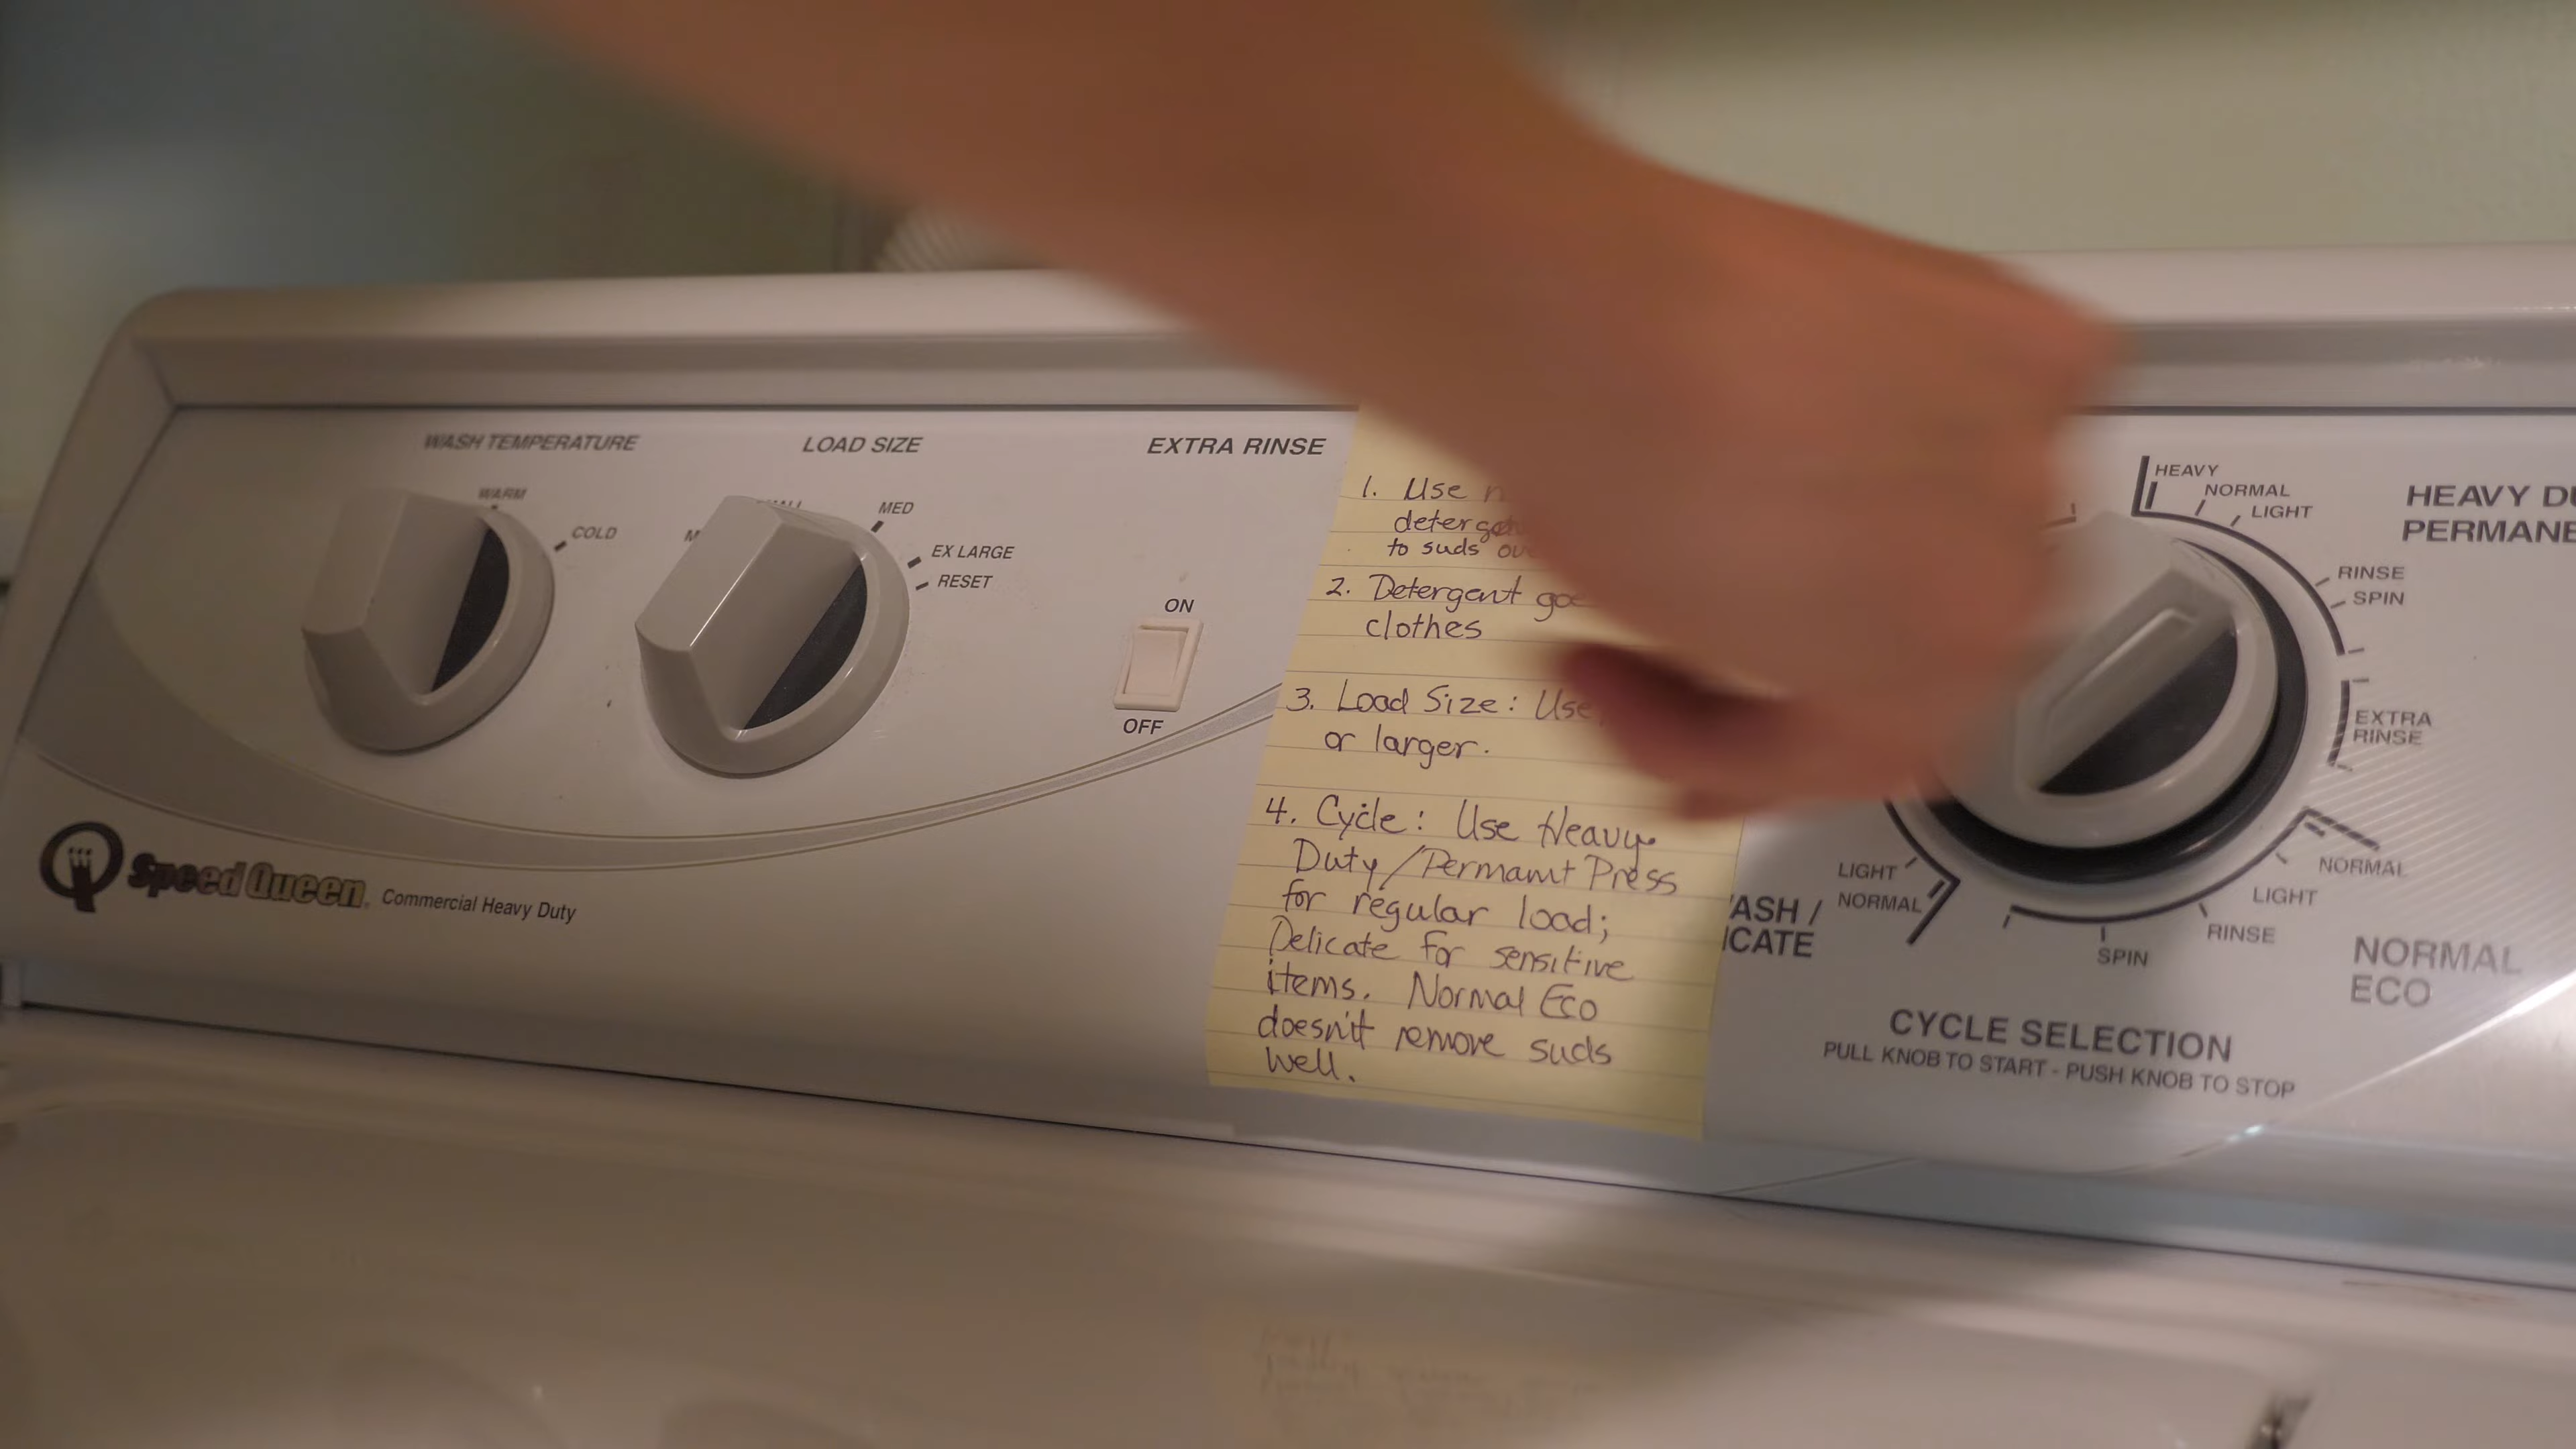 WASH TEMPERATURE
WARM
COLD
LOAD SIZE
MED
EX LARGE
RESET
EXTRA RINSE
ON
OFF
Speed Queen Commercial Heavy Duty
1. Use
to suds
2. Detergent
clothes
3. Load Size: Use
or larger.
4. Cycle: Use Heavy
Duty/Permamt Press
for regular load;
Delicate for sensitive
items. Normal Eco
doesn't remove suds
well.
HEAVY
NORMAL
LIGHT
RINSE
SPIN
EXTRA
RINSE
NORMAL
LIGHT
RINSE
SPIN
LIGHT
NORMAL
NORMAL
ECO
CYCLE SELECTION
PULL KNOB TO START - PUSH KNOB TO STOP